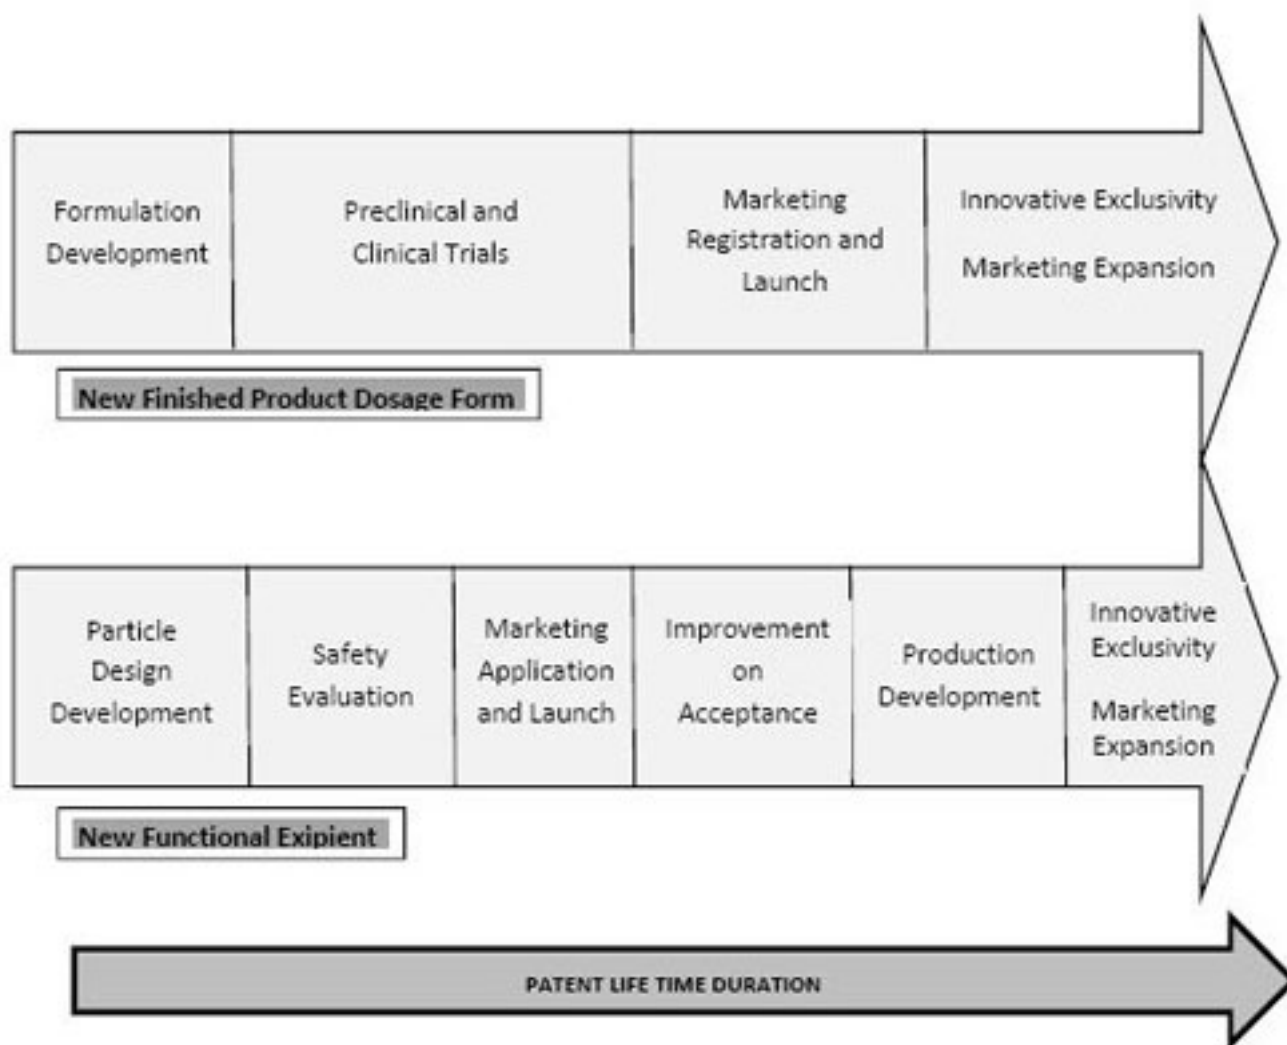 Formulation
Development
Preclinical and
Clinical Trials
Marketing
Registration and
Launch
Innovative Exclusivity
Marketing Expansion
New Finished Product Dosage Form
Particle
Design
Development
Safety
Evaluation
Marketing
Application
and Launch
Improvement
on
Acceptance
Production
Development
Innovative
Exclusivity
Marketing
Expansion
New Functional Exipient
PATENT LIFE TIME DURATION